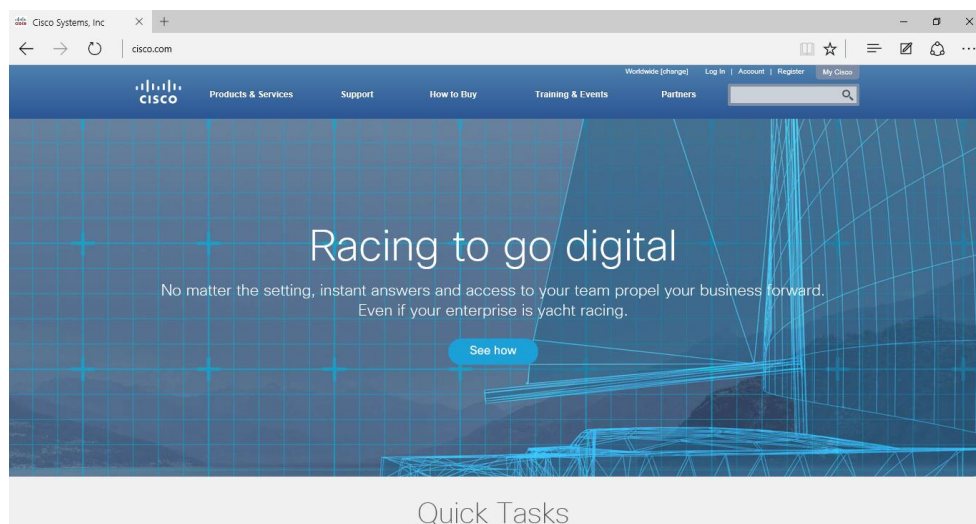 Cisco Systems, Inc
cisco.com
Worldwide [change] Log In | Account | Register My Cisco
CISCO Products & Services Support How to Buy Training & Events Partners
Racing to go digital
No matter the setting, instant answers and access to your team propel your business forward.
Even if your enterprise is yacht racing.
See how
Quick Tasks